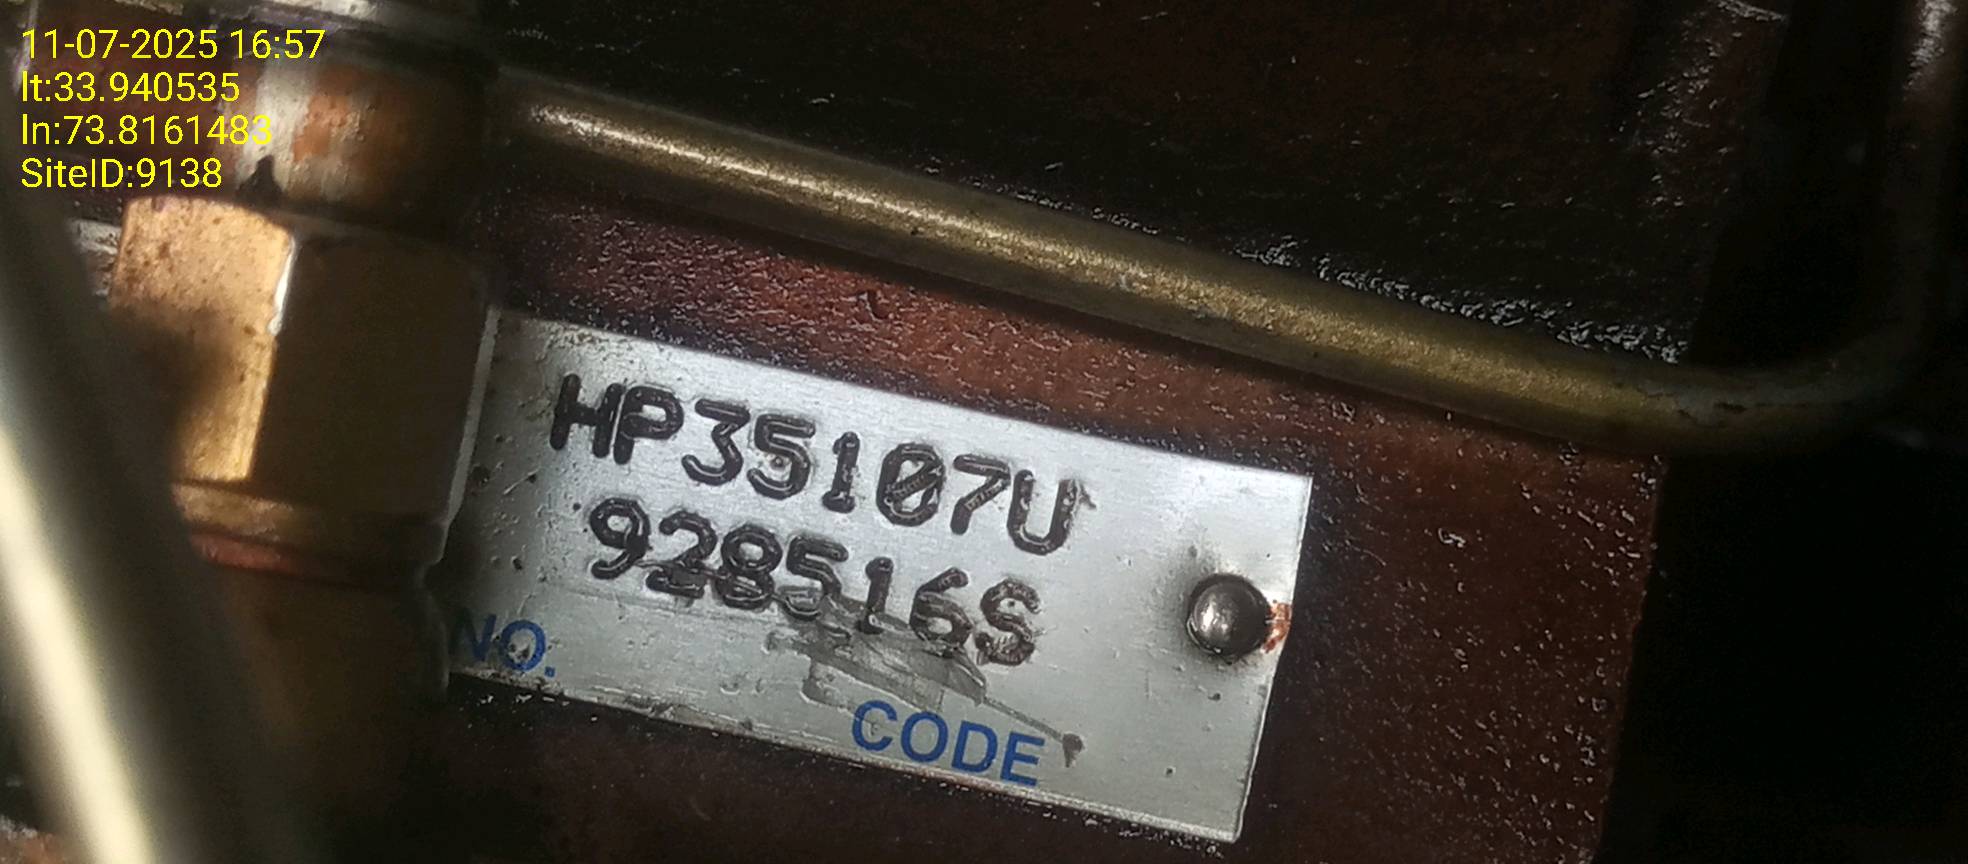 11-07-2025 16:57
lt:33.940535
ln:73.8161483
SiteID:9138
HP35107U
928516S
NO.
CODE